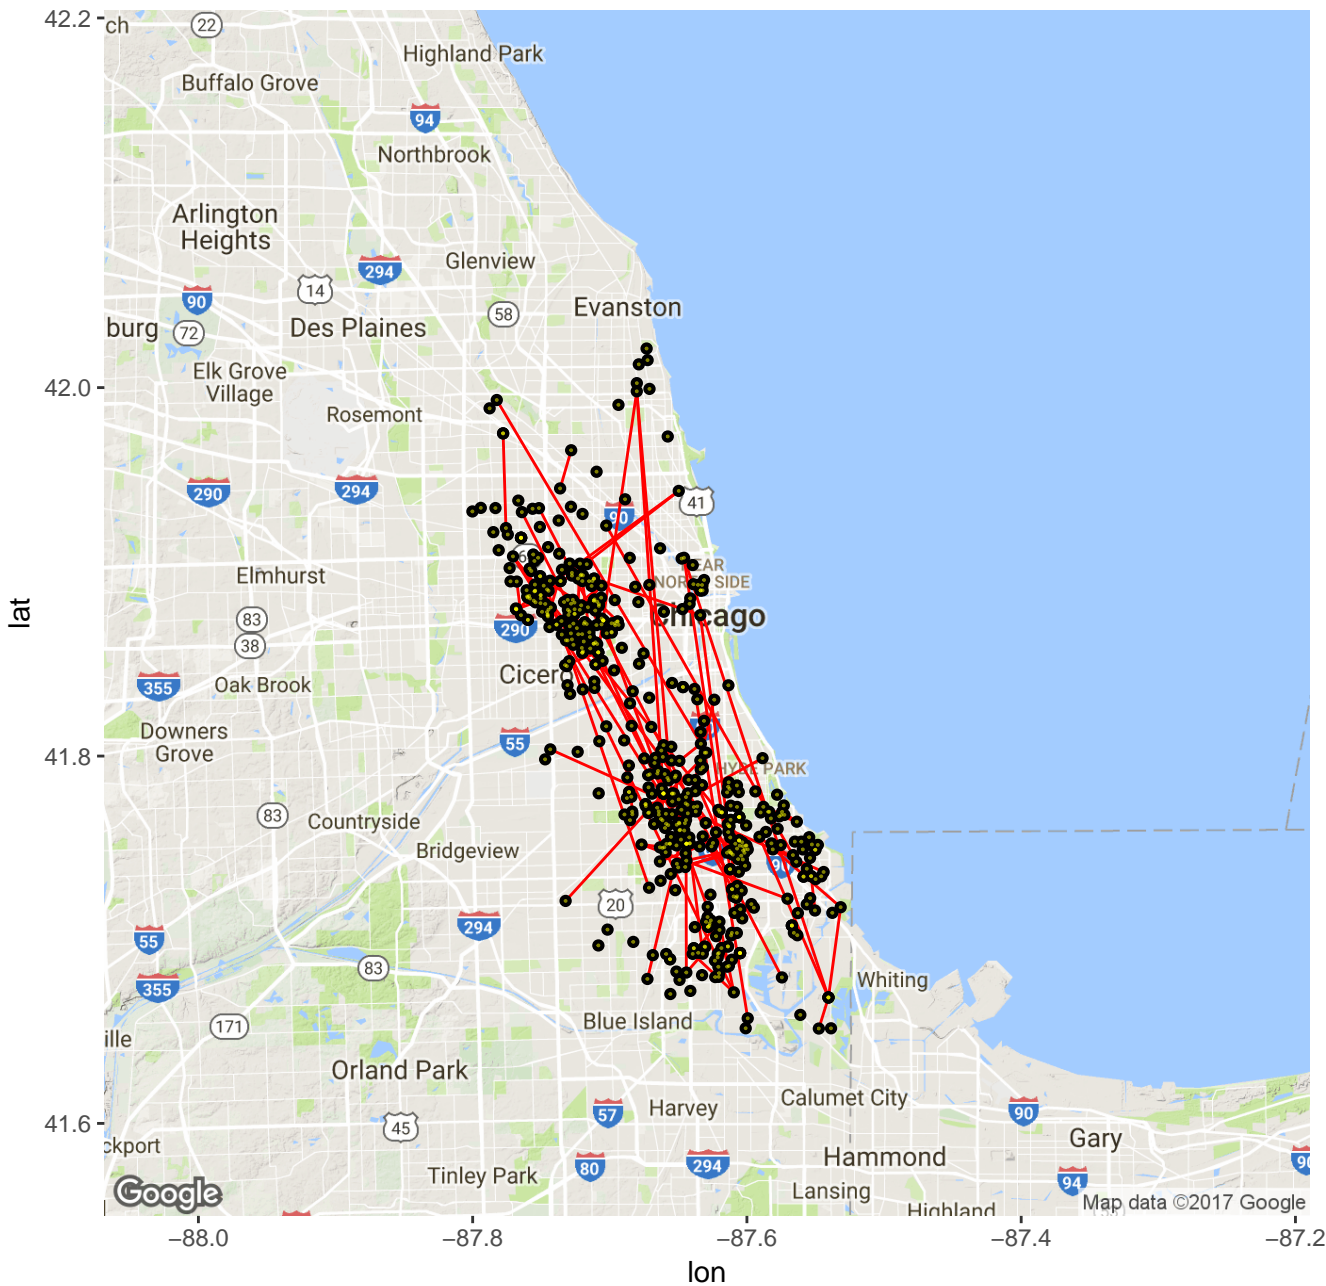 42.2
ch
22
Highland Park
Buffalo Grove
94
Northbrook
Arlington
Heights
Glenview
294
14
90
58
Evanston
burg
72
Des Plaines
Elk Grove
Village
42.0
Rosemont
290
294
90
41
Elmhurst
NORTH SIDE
83
290
Chicago
38
Cicero
355
Oak Brook
Downers
Grove
55
41.8
HYDE PARK
83
Countryside
Bridgeview
20
294
55
83
355
Whiting
171
Blue Island
ille
Orland Park
Calumet City
57
Harvey
90
41.6
45
Gary
ckport
Hammond
80
294
90
Tinley Park
94
Lansing
Google
Map data ©2017 Google
Highland
−88.0
−87.8
−87.6
−87.4
−87.2
lon
lat